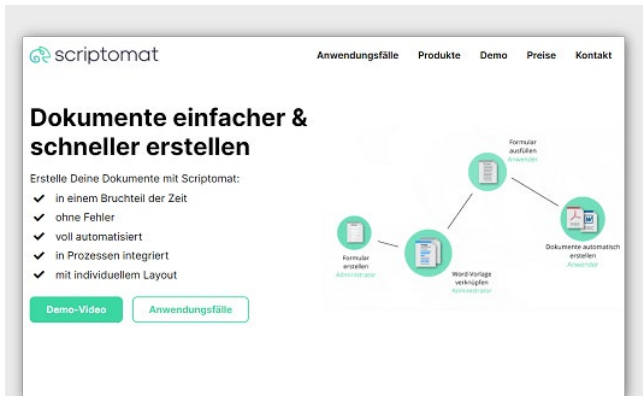 scriptomat
Anwendungsfälle Produkte Demo Preise Kontakt
Dokumente einfacher &
schneller erstellen
Erstelle Deine Dokumente mit Scriptomat:
in einem Bruchteil der Zeit
ohne Fehler
voll automatisiert
in Prozessen integriert
mit individuellem Layout
Demo-Video
Anwendungsfälle
Formular
erstellen
Administrator
Word-Vorlage
verknüpfen
Administrator
Formular
ausfüllen
Anwender
Dokumente automatisch
erstellen
Anwender